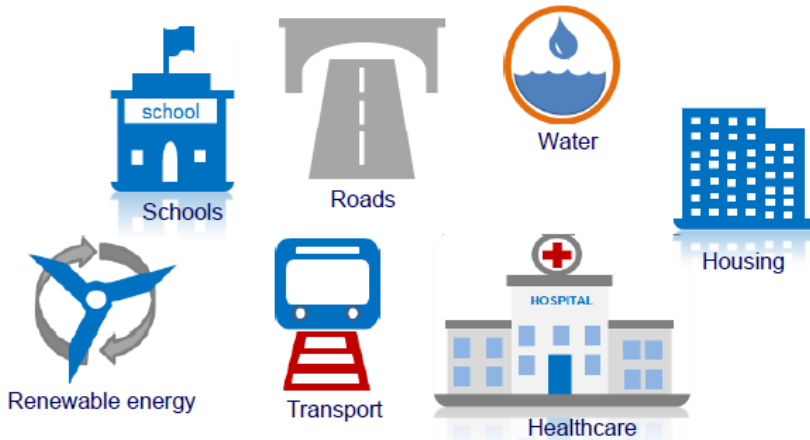 school
Schools
Roads
Water
Housing
Renewable energy
Transport
HOSPITAL
Healthcare